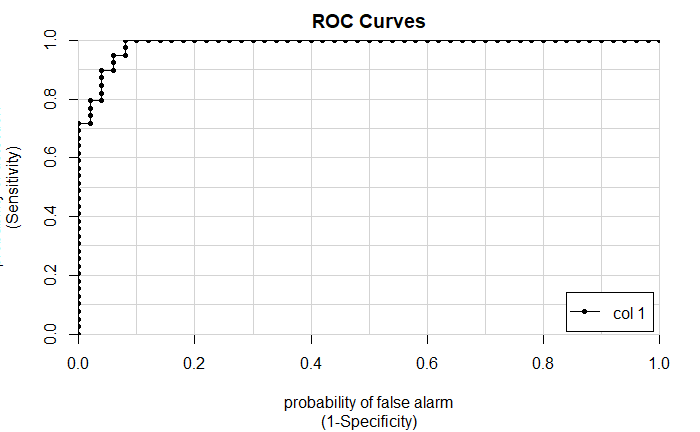 ROC Curves
1.0
0.8
0.6
0.4
0.2
0.0
(Sensitivity)
col 1
0.0 0.2 0.4 0.6 0.8 1.0
probability of false alarm
(1-Specificity)